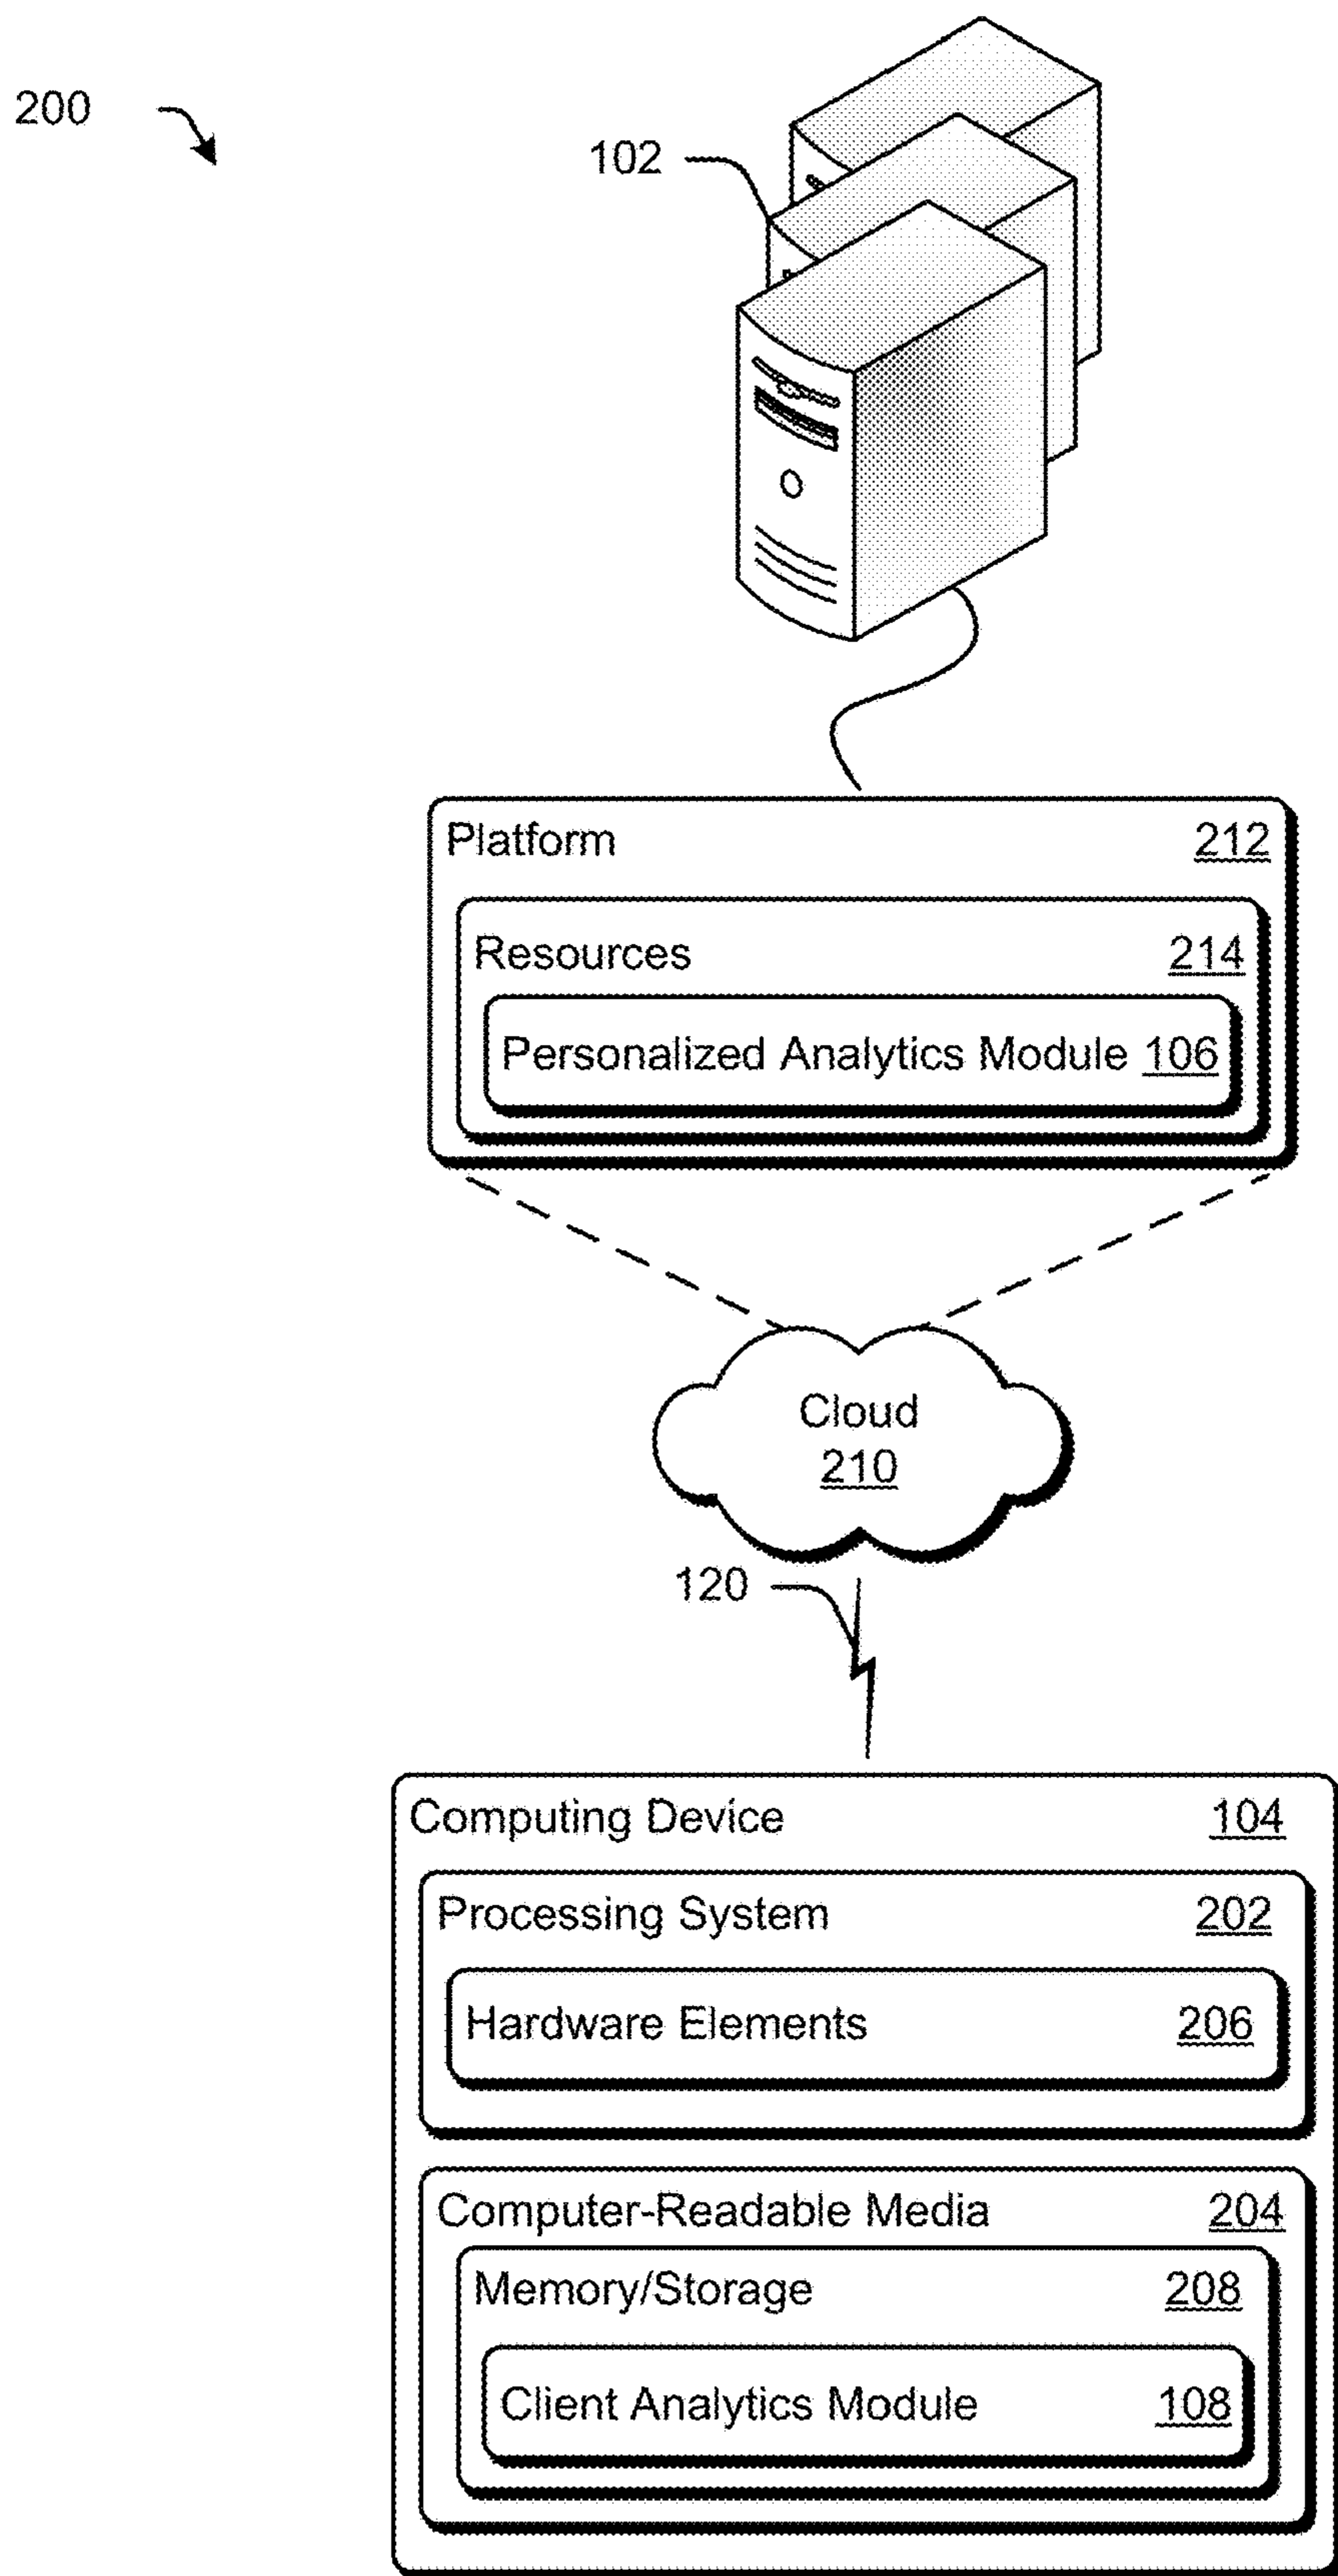 200
102
Platform 212
Resources 214
Personalized Analytics Module 106
Cloud
210
120
Computing Device 104
Processing System 202
Hardware Elements 206
Computer-Readable Media 204
Memory/Storage 208
Client Analytics Module 108